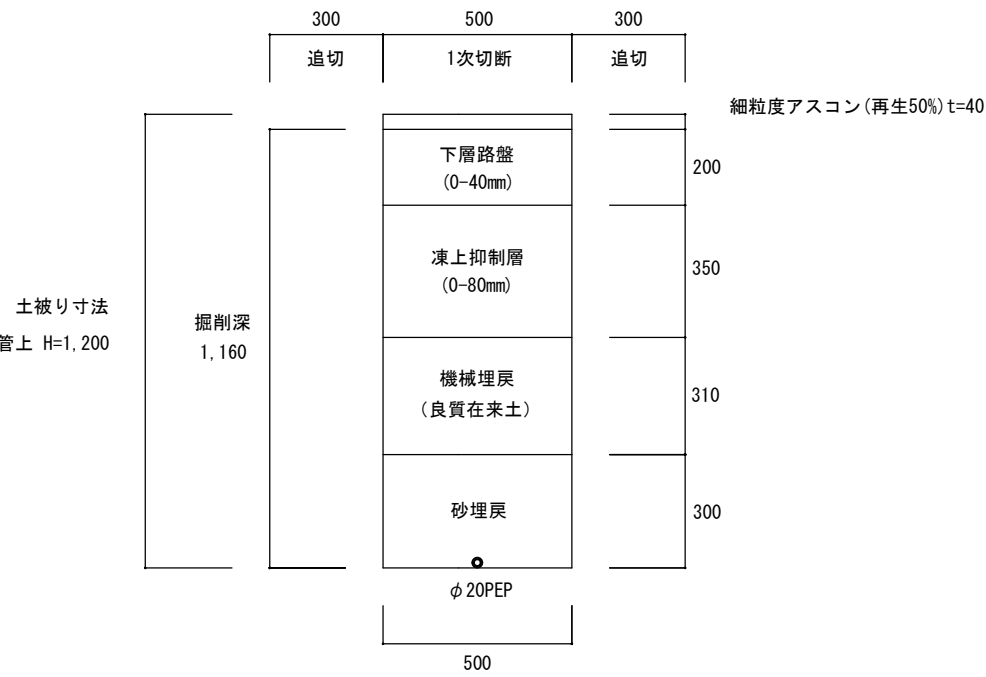 300
500
300
追切
1次切断
追切
細粒度アスコン(再生50%)t=40
下層路盤
(0-40mm)
200
凍上抑制層
(0-80mm)
350
土被り寸法
管上 H=1,200
掘削深
1,160
機械埋戻
(良質在来土)
310
砂埋戻
300
φ20PEP
500